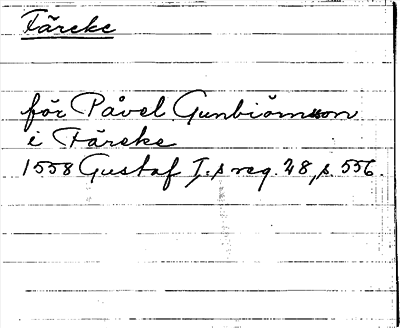 Färeke
för Påvel Gunbiörnsson
i Färeke
1558 Gustaf I.s reg. 28, s. 556.